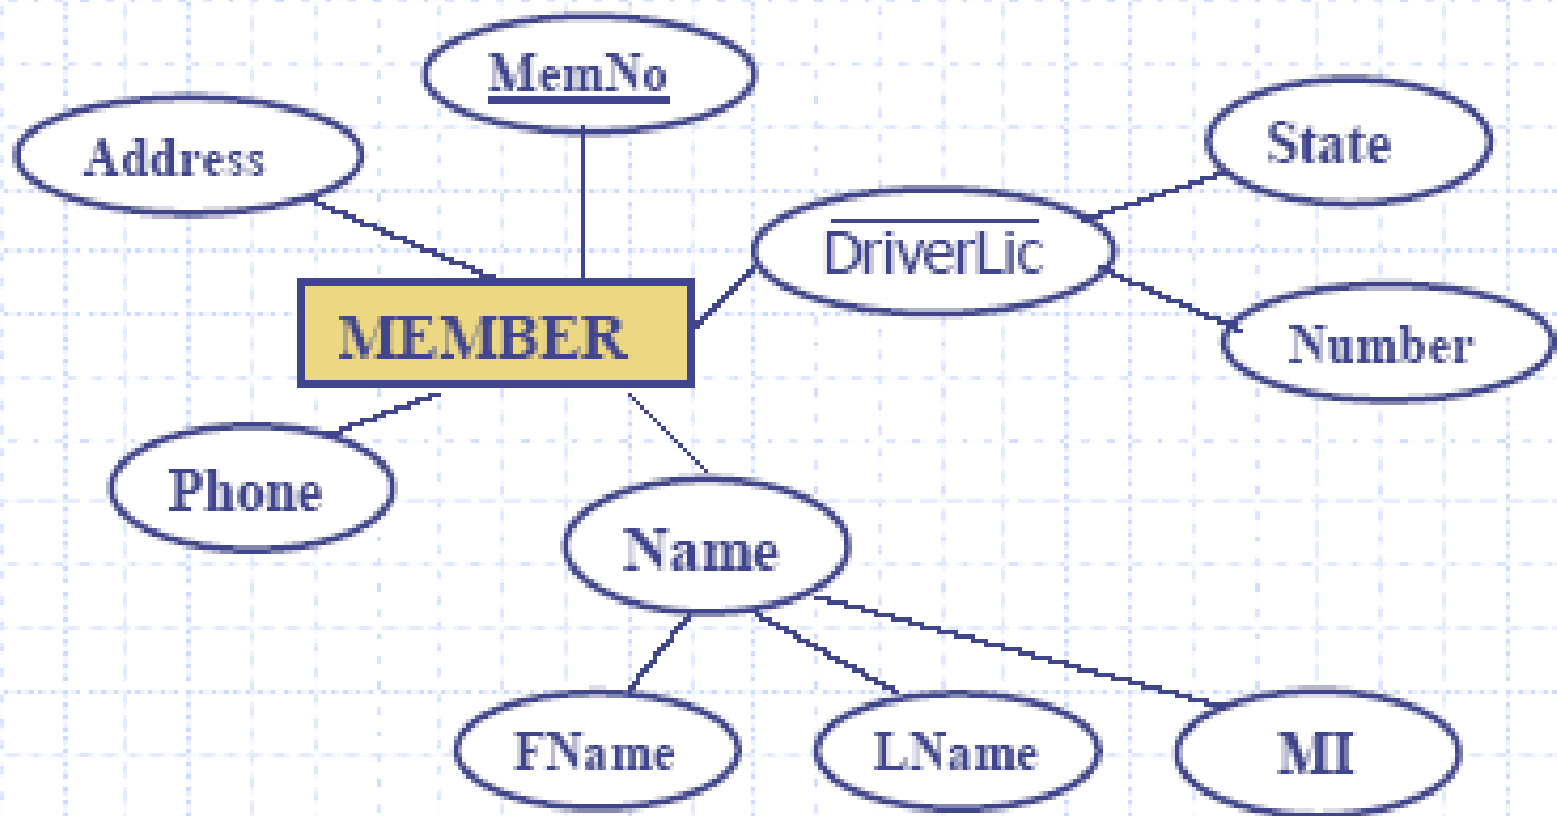 MemNo
Address
State
DriverLic
MEMBER
Number
Phone
Name
FName
LName
MI